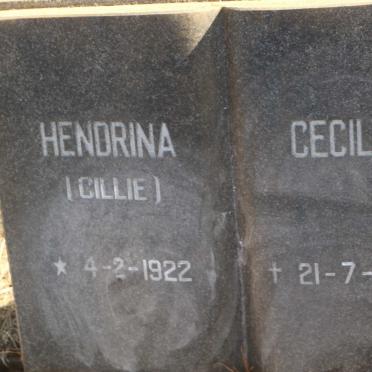 HENDRINA CECIL
(CILLIE)
* 4-2-1922 † 21-7-